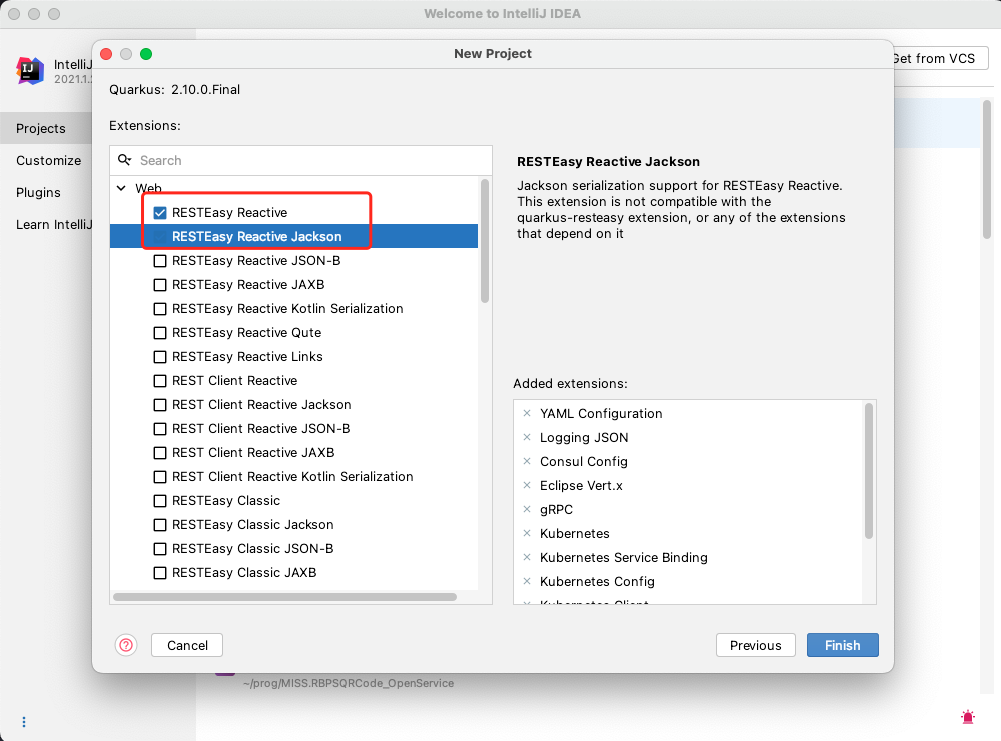 Welcome to IntelliJ IDEA
IntelliJ
2021.1.
Get from VCS
Projects
Customize
Plugins
Learn IntelliJ
New Project
Quarkus: 2.10.0.Final
Extensions:
Search
Web
RESTEasy Reactive
RESTEasy Reactive Jackson
RESTEasy Reactive JSON-B
RESTEasy Reactive JAXB
RESTEasy Reactive Kotlin Serialization
RESTEasy Reactive Qute
RESTEasy Reactive Links
REST Client Reactive
REST Client Reactive Jackson
REST Client Reactive JSON-B
REST Client Reactive JAXB
REST Client Reactive Kotlin Serialization
RESTEasy Classic
RESTEasy Classic Jackson
RESTEasy Classic JSON-B
RESTEasy Classic JAXB
RESTEasy Reactive Jackson
Jackson serialization support for RESTEasy Reactive.
This extension is not compatible with the
quarkus-resteasy extension, or any of the extensions
that depend on it
Added extensions:
YAML Configuration
Logging JSON
Consul Config
Eclipse Vert.x
gRPC
Kubernetes
Kubernetes Service Binding
Kubernetes Config
Kubernetes Client
Cancel
Previous
Finish
~/prog/MISS.RBPSQRCode_OpenService